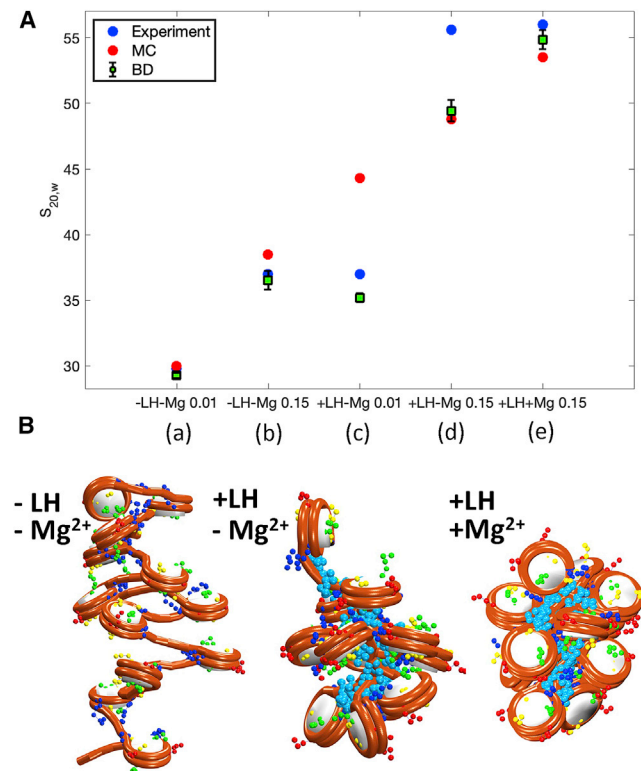 A
Experiment
MC
BD
S20,w
55
50
45
40
35
30
-LH-Mg 0.01 -LH-Mg 0.15 +LH-Mg 0.01 +LH-Mg 0.15 +LH+Mg 0.15
(a) (b) (c) (d) (e)
B
- LH
- Mg²⁺
+LH
- Mg²⁺
+LH
+Mg²⁺